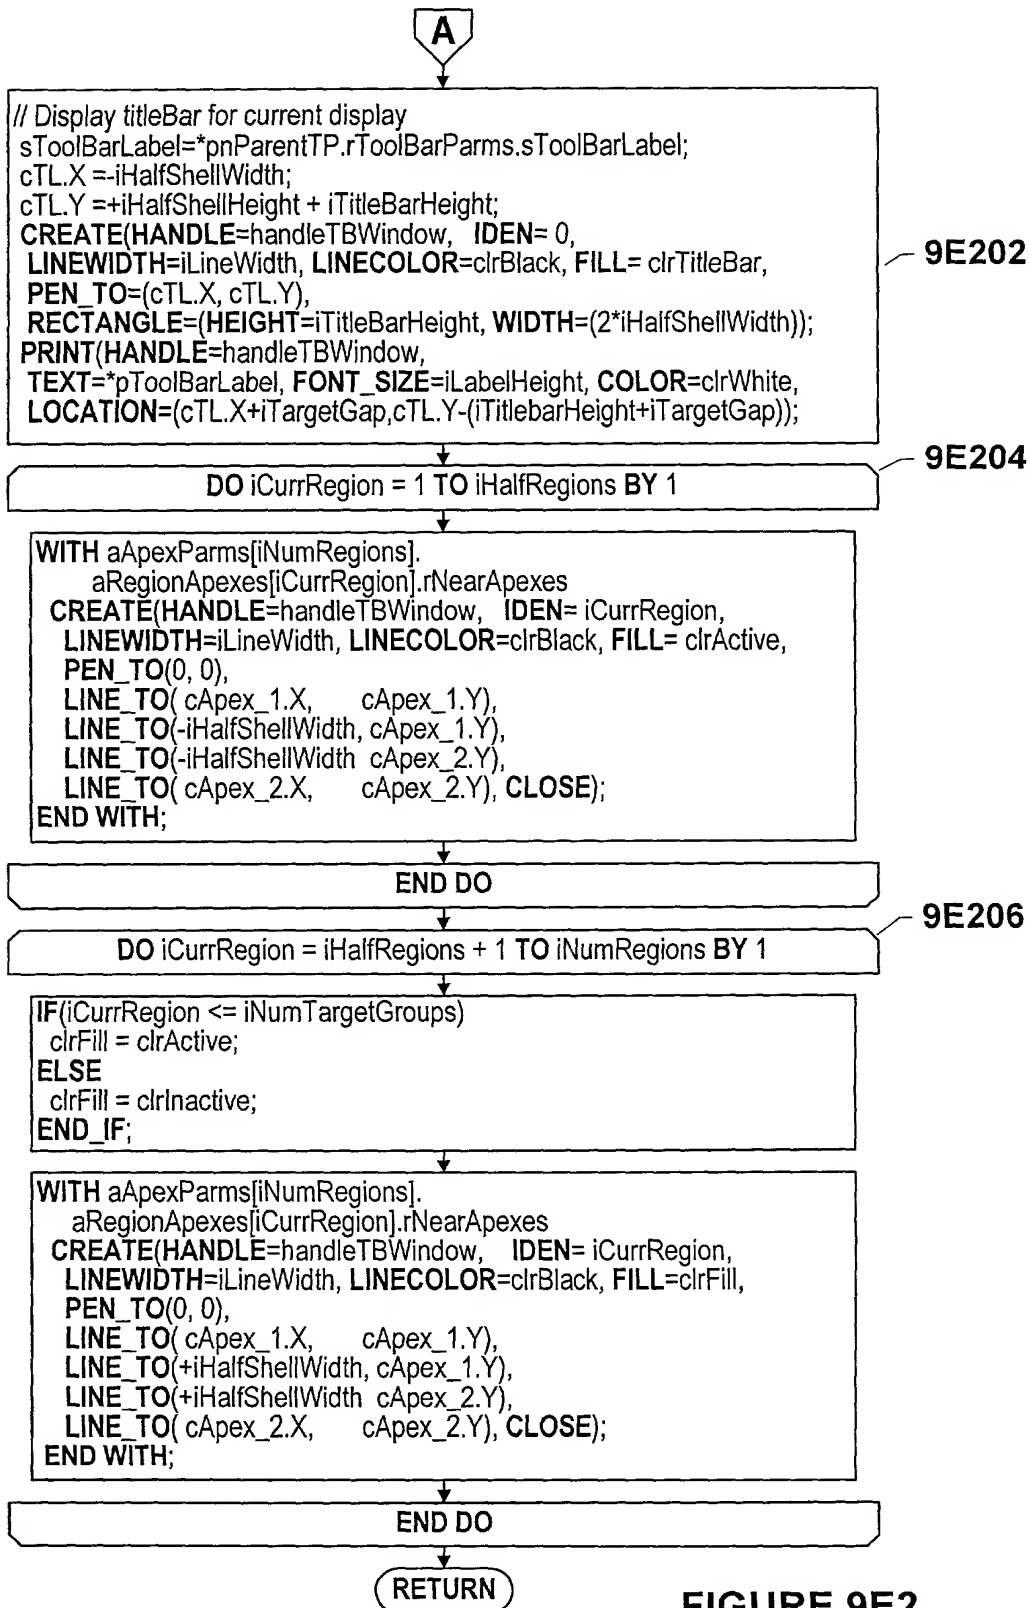 A
// Display titleBar for current display
sToolBarLabel=*pnParentTP.rToolBarParms.sToolBarLabel;
cTL.X =-iHalfShellWidth;
cTL.Y =+iHalfShellHeight + iTitleBarHeight;
CREATE(HANDLE=handleTBWindow, IDEN= 0,
LINEWIDTH=iLineWidth, LINECOLOR=clrBlack, FILL= clrTitleBar,
PEN_TO=(cTL.X, cTL.Y),
RECTANGLE=(HEIGHT=iTitleBarHeight, WIDTH=(2*iHalfShellWidth));
PRINT(HANDLE=handleTBWindow,
TEXT=*pToolBarLabel, FONT_SIZE=iLabelHeight, COLOR=clrWhite,
LOCATION=(cTL.X+iTargetGap,cTL.Y-(iTitlebarHeight+iTargetGap));
9E202
9E204
DO iCurrRegion = 1 TO iHalfRegions BY 1
WITH aApexParms[iNumRegions].
aRegionApexes[iCurrRegion].rNearApexes
CREATE(HANDLE=handleTBWindow, IDEN= iCurrRegion,
LINEWIDTH=iLineWidth, LINECOLOR=clrBlack, FILL= clrActive,
PEN_TO(0, 0),
LINE_TO( cApex_1.X, cApex_1.Y),
LINE_TO(-iHalfShellWidth, cApex_1.Y),
LINE_TO(-iHalfShellWidth cApex_2.Y),
LINE_TO( cApex_2.X, cApex_2.Y), CLOSE);
END WITH;
END DO
9E206
DO iCurrRegion = iHalfRegions + 1 TO iNumRegions BY 1
IF(iCurrRegion <= iNumTargetGroups)
clrFill = clrActive;
ELSE
clrFill = clrInactive;
END_IF;
WITH aApexParms[iNumRegions].
aRegionApexes[iCurrRegion].rNearApexes
CREATE(HANDLE=handleTBWindow, IDEN= iCurrRegion,
LINEWIDTH=iLineWidth, LINECOLOR=clrBlack, FILL=clrFill,
PEN_TO(0, 0),
LINE_TO( cApex_1.X, cApex_1.Y),
LINE_TO(+iHalfShellWidth, cApex_1.Y),
LINE_TO(+iHalfShellWidth cApex_2.Y),
LINE_TO( cApex_2.X, cApex_2.Y), CLOSE);
END WITH;
END DO
RETURN
FIGURE 9E2